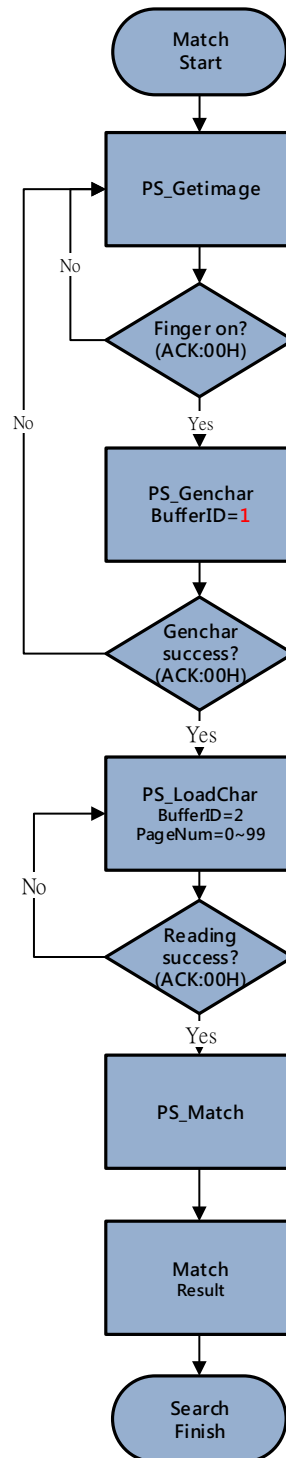 Match
Start
PS_Getimage
No
Finger on?
(ACK:00H)
No
Yes
PS_Genchar
BufferID=1
Genchar
success?
(ACK:00H)
Yes
PS_LoadChar
BufferID=2
PageNum=0~99
No
Reading
success?
(ACK:00H)
Yes
PS_Match
Match
Result
Search
Finish